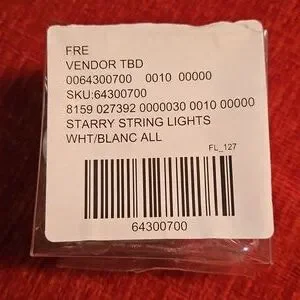 FRE
VENDOR TBD
0064300700 0010 00000
SKU:64300700
8159 027392 0000030 0010 00000
STARRY STRING LIGHTS
WHT/BLANC ALL
FL_127
64300700